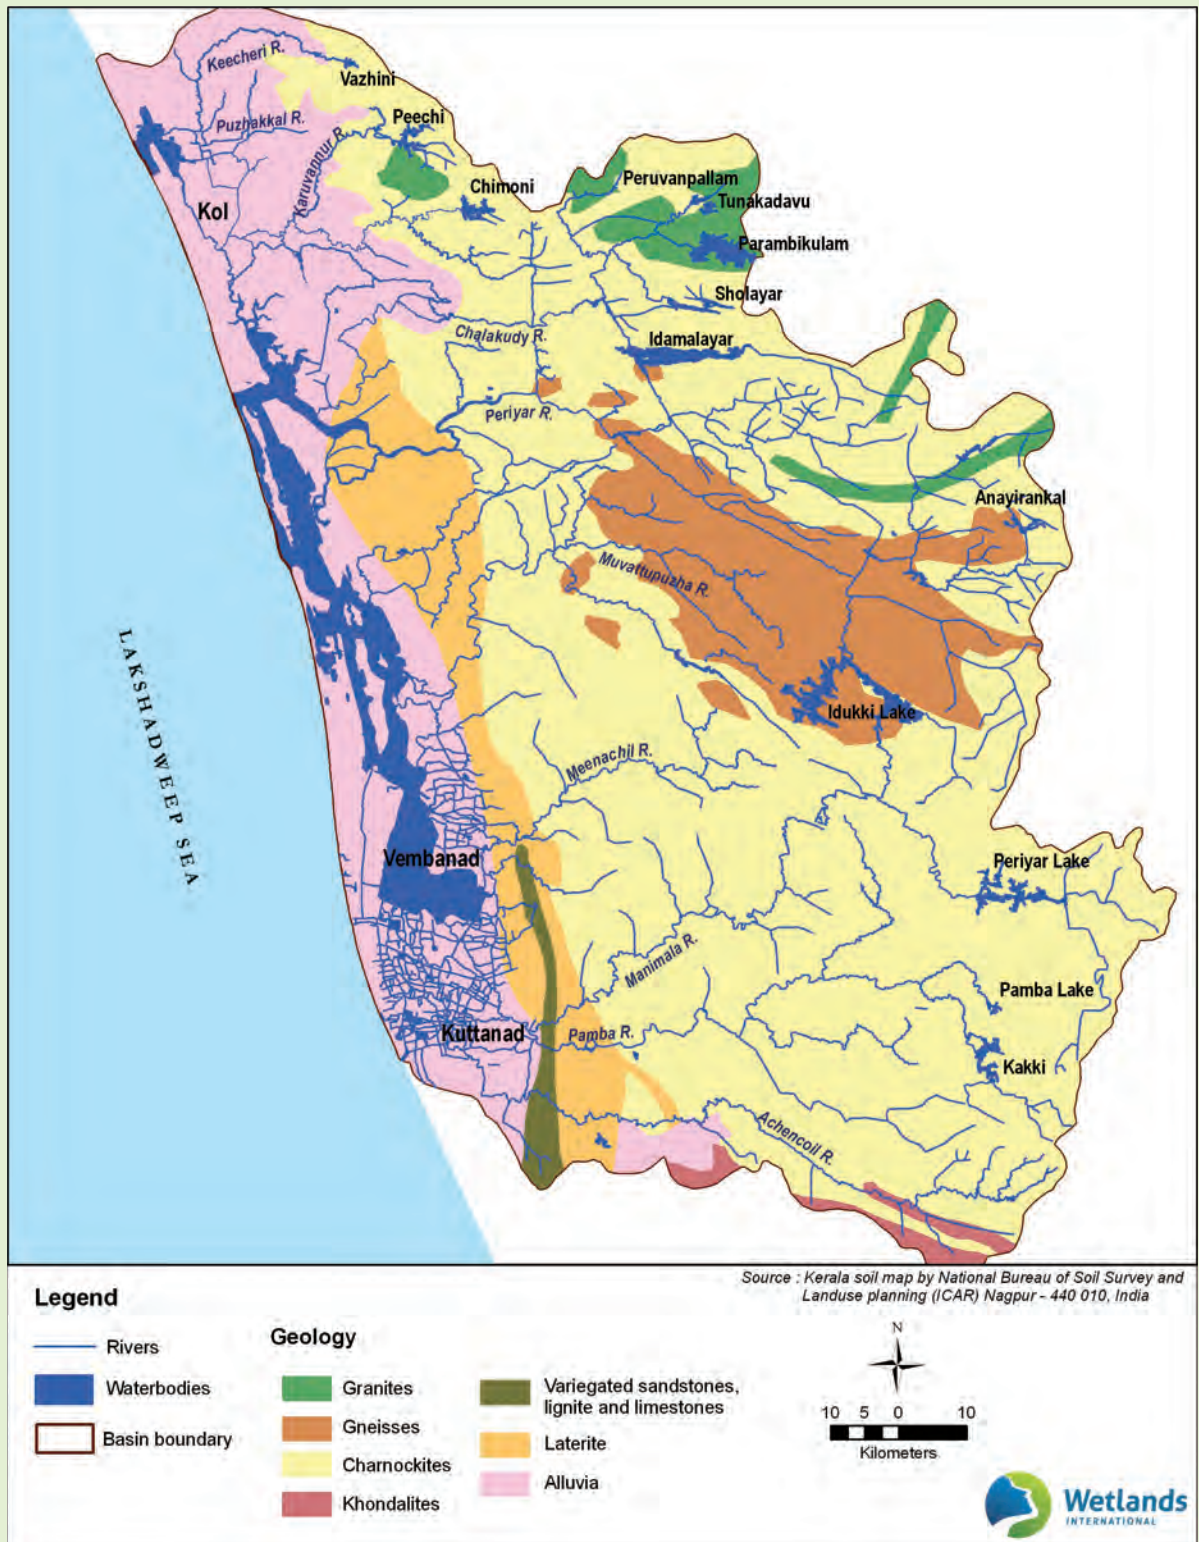 Keecheri R.
Vazhini
Peechi
Puzhakkal R.
Karuvannur R.
Chimoni
Peruvanpallam
Tunakadavu
Kol
Parambikulam
Sholayar
Chalakudy R.
Idamalayar
Periyar R.
Anayirankal
Muvattupuzha R.
LAKSHADWEEP SEA
Idukki Lake
Meenachil R.
Vembanad
Periyar Lake
Manimala R.
Pamba Lake
Kuttanad
Pamba R.
Kakki
Achencoil R.
Source : Kerala soil map by National Bureau of Soil Survey and
Landuse planning (ICAR) Nagpur - 440 010, India
Legend
Rivers
Waterbodies
Basin boundary
Geology
Granites
Gneisses
Charnockites
Khondalites
Variegated sandstones,
lignite and limestones
Laterite
Alluvia
N
10 5 0 10
Kilometers
Wetlands
INTERNATIONAL